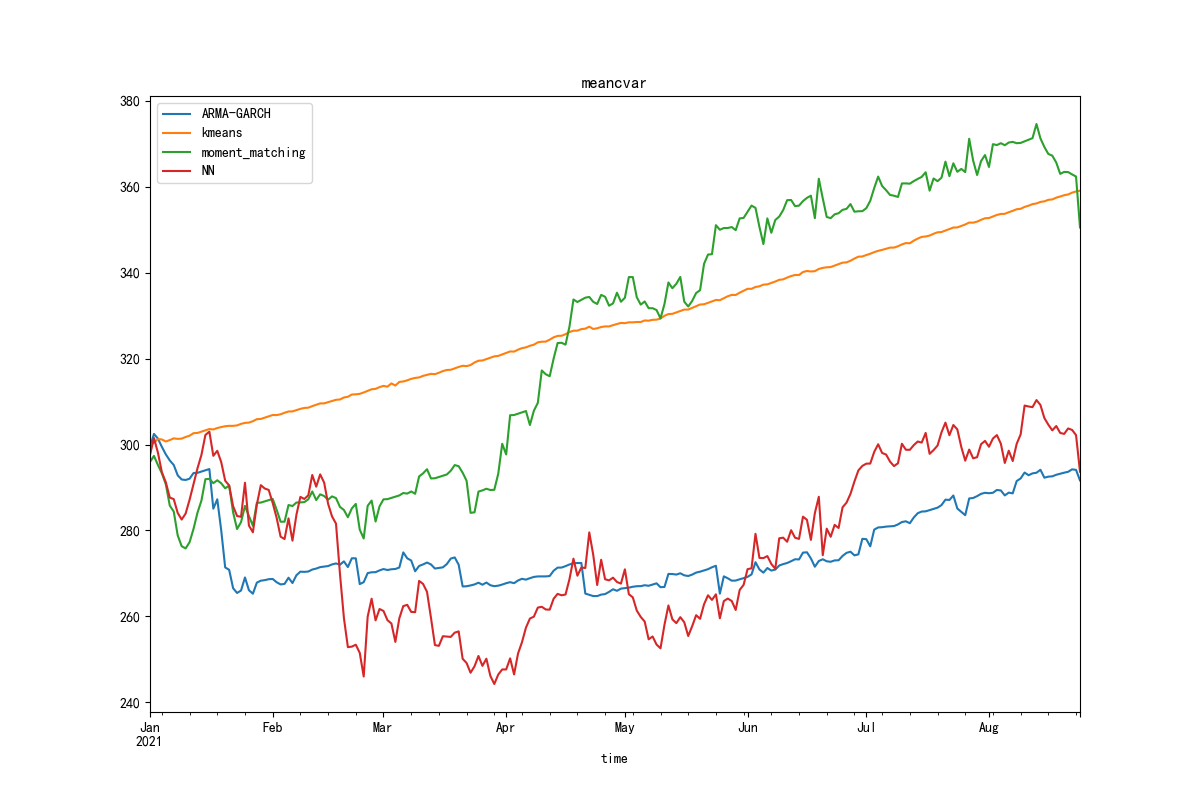 meancvar
380
360
340
320
300
280
260
240
ARMA-GARCH
kmeans
moment_matching
NN
Jan Feb Mar Apr May Jun Jul Aug
2021
time